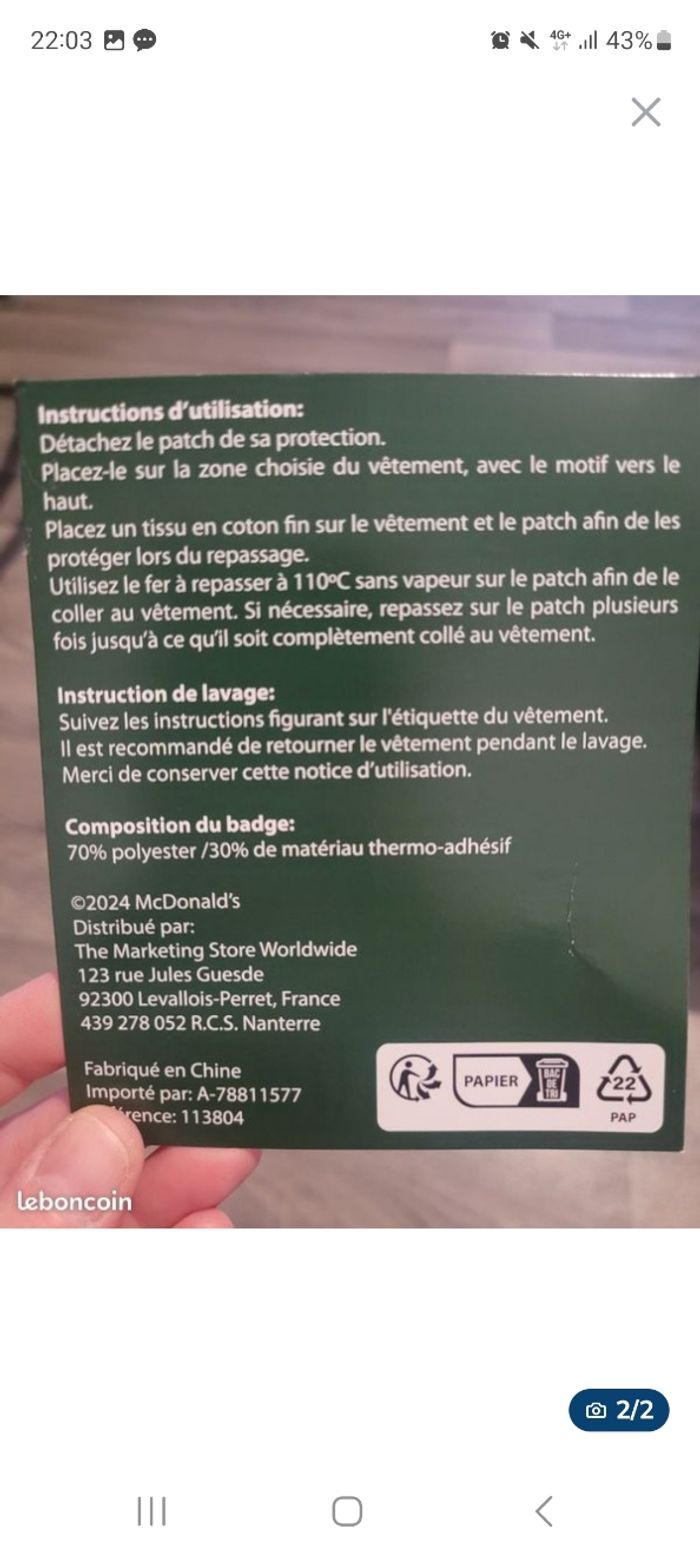 22:03
4G+
43%
Instructions d'utilisation:
Détachez le patch de sa protection.
Placez-le sur la zone choisie du vêtement, avec le motif vers le
haut.
Placez un tissu en coton fin sur le vêtement et le patch afin de les
protéger lors du repassage.
Utilisez le fer à repasser à 110ºC sans vapeur sur le patch afin de le
coller au vêtement. Si nécessaire, repassez sur le patch plusieurs
fois jusqu'à ce qu'il soit complètement collé au vêtement.
Instruction de lavage:
Suivez les instructions figurant sur l'étiquette du vêtement.
Il est recommandé de retourner le vêtement pendant le lavage.
Merci de conserver cette notice d'utilisation.
Composition du badge:
70% polyester /30% de matériau thermo-adhésif
©2024 McDonald's
Distribué par:
The Marketing Store Worldwide
123 rue Jules Guesde
92300 Levallois-Perret, France
439 278 052 R.C.S. Nanterre
Fabriqué en Chine
Importé par: A-78811577
rence: 113804
PAPIER
BAC
DE
TRI
22
PAP
leboncoin
2/2